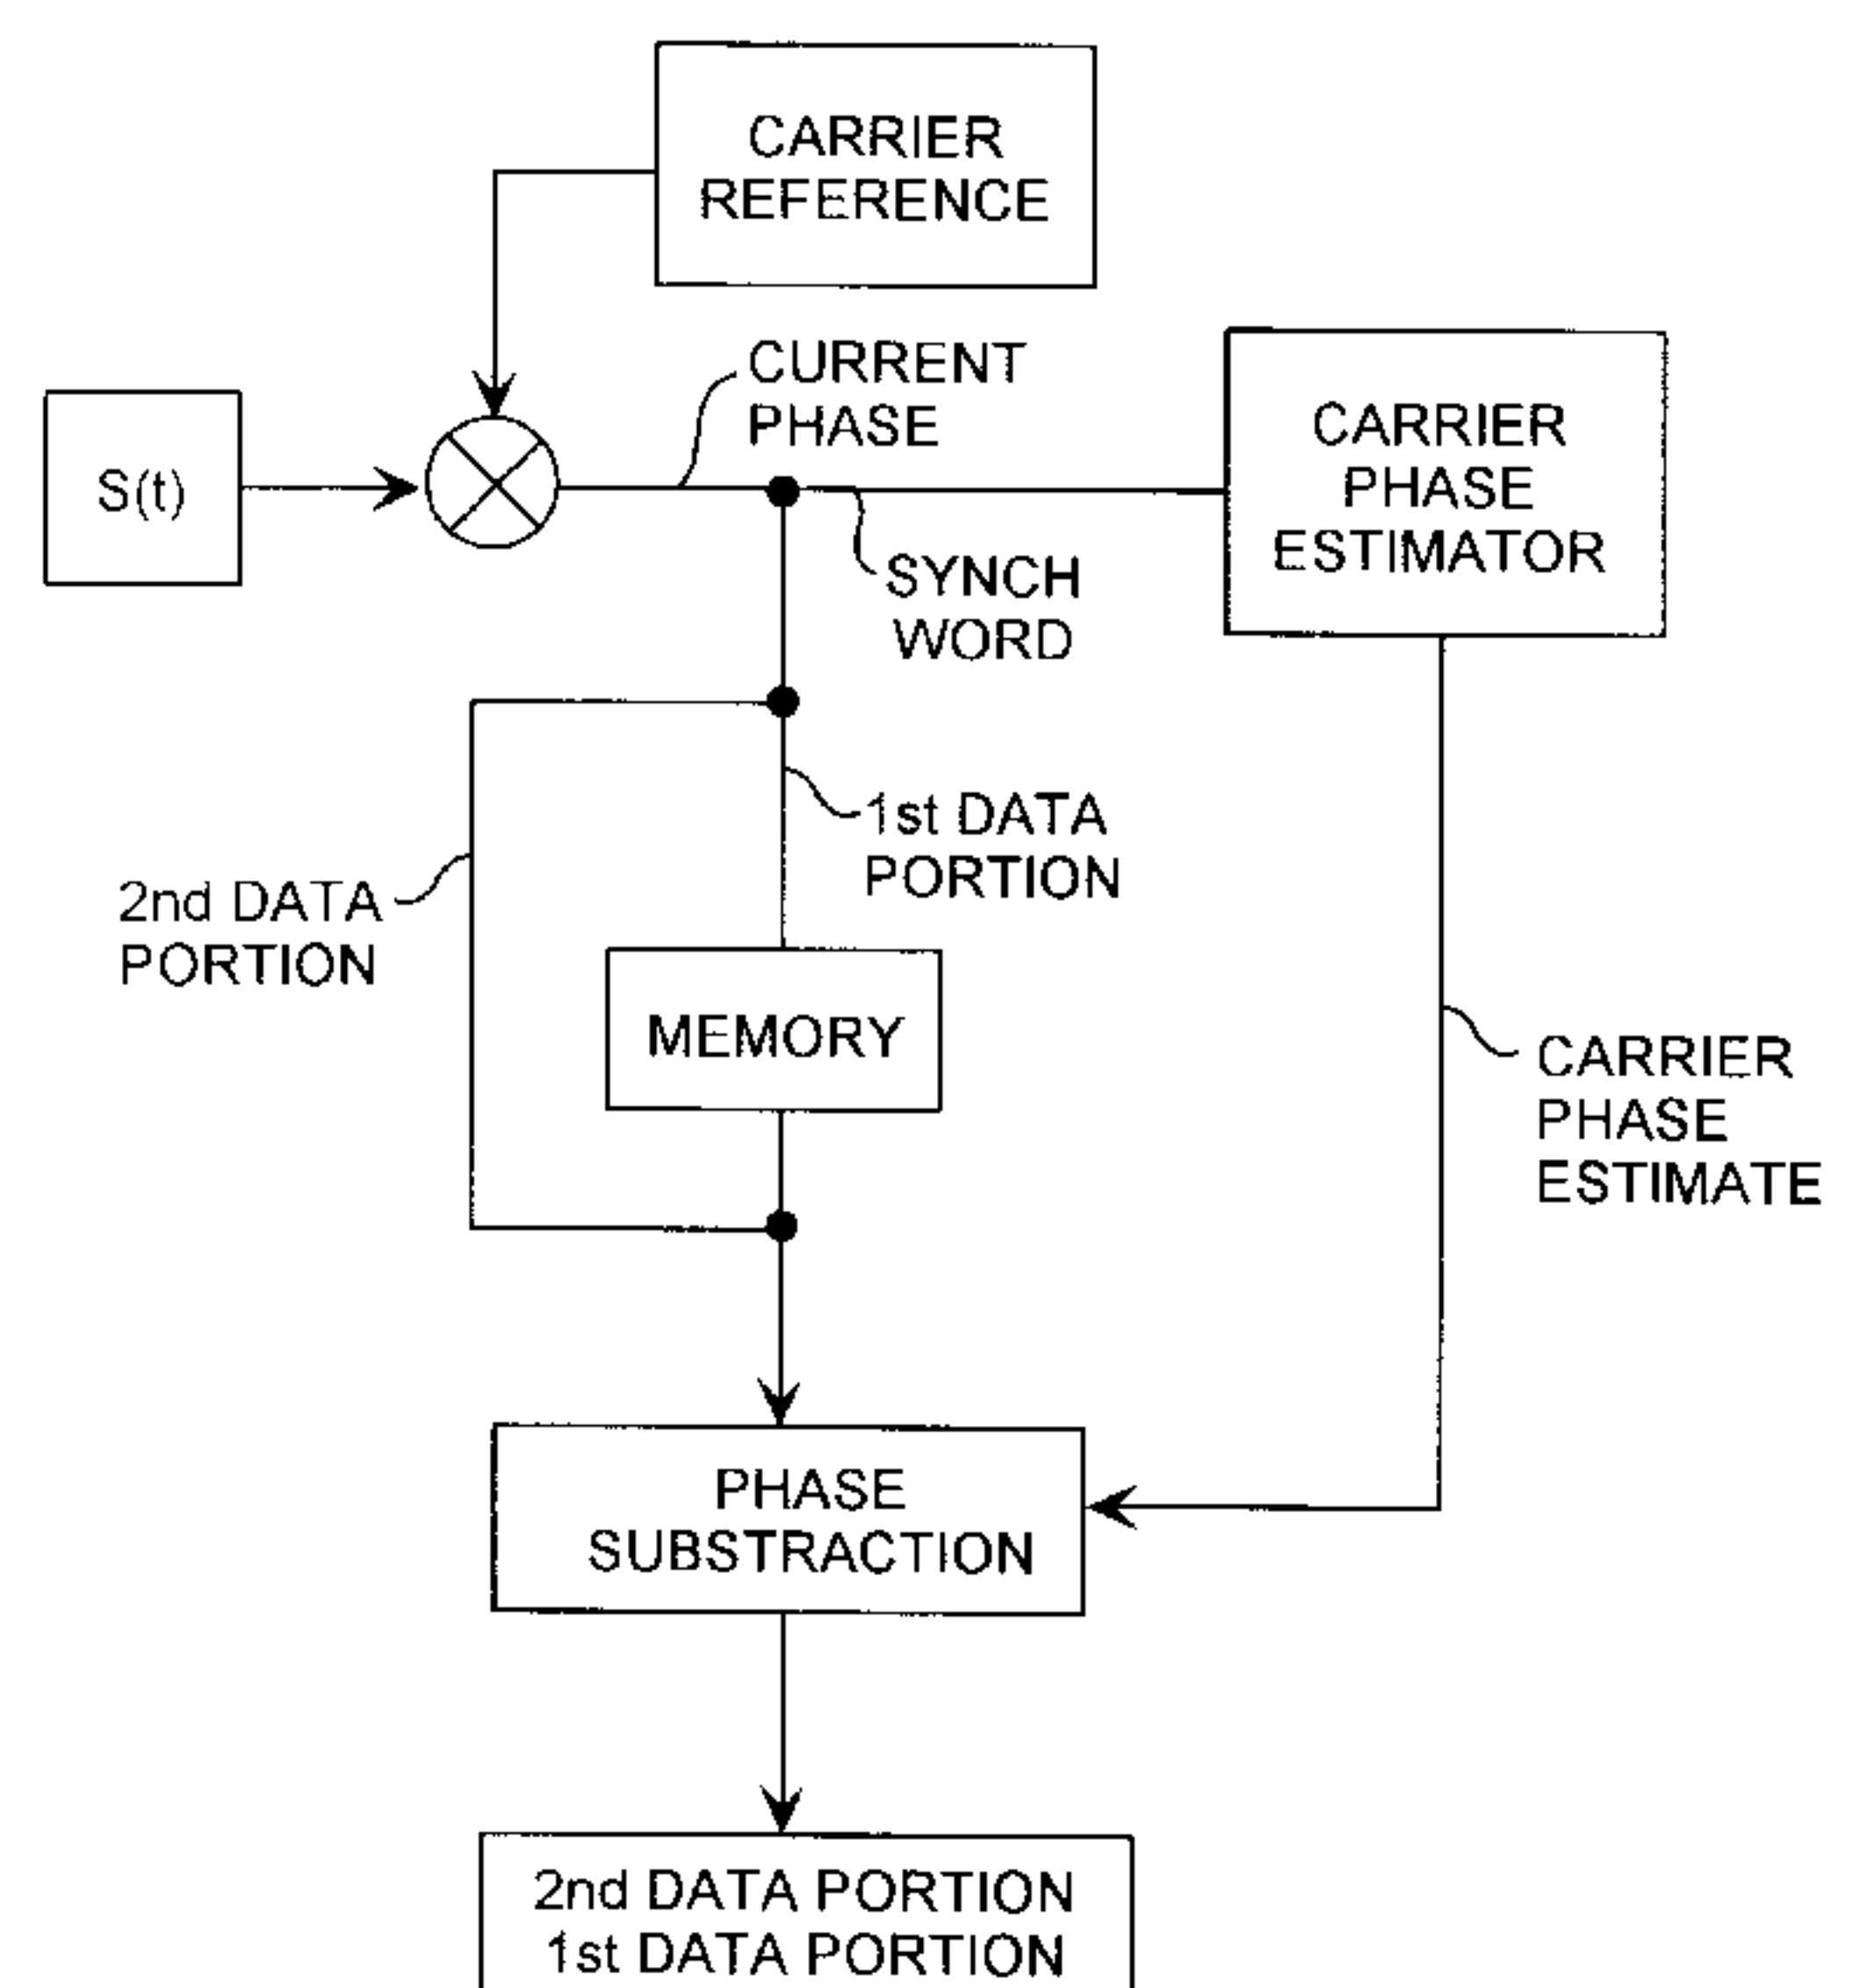 CARRIER
REFERENCE
CURRENT
PHASE
S(t)
CARRIER
PHASE
ESTIMATOR
SYNCH
WORD
1st DATA
PORTION
2nd DATA
PORTION
MEMORY
CARRIER
PHASE
ESTIMATE
PHASE
SUBSTRACTION
2nd DATA PORTION
1st DATA PORTION